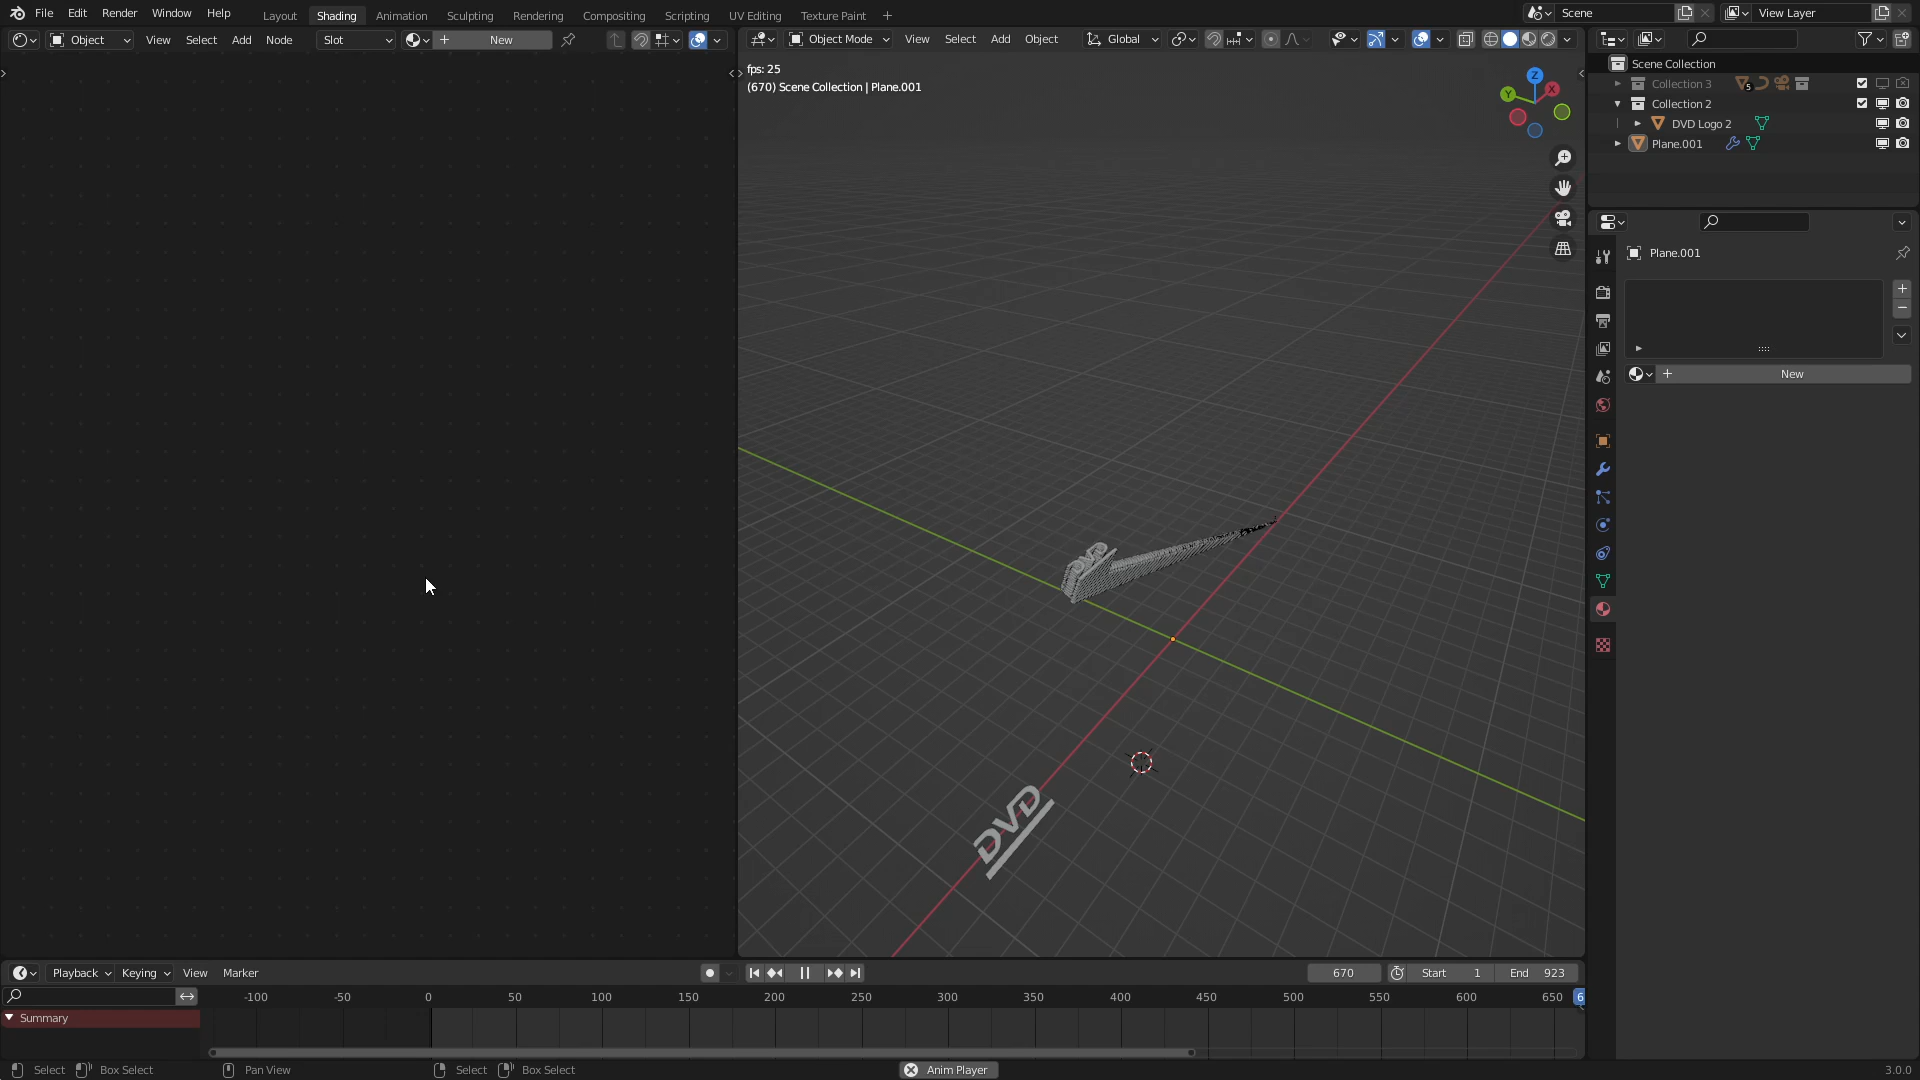 File Edit Render Window Help Layout Shading Animation Sculpting Rendering Compositing Scripting UV Editing Texture Paint + Scene View Layer
Object View Select Add Node Slot New
Object Mode View Select Add Object Global
fps: 25
(670) Scene Collection | Plane.001
Z
X
Y
DVD
Scene Collection
Collection 3 5
Collection 2
DVD Logo 2
Plane.001
Plane.001
New
Playback Keying View Marker 670 Start 1 End 923
-100 -50 0 50 100 150 200 250 300 350 400 450 500 550 600 650 6
Summary
Select Box Select Pan View Select Box Select Anim Player 3.0.0